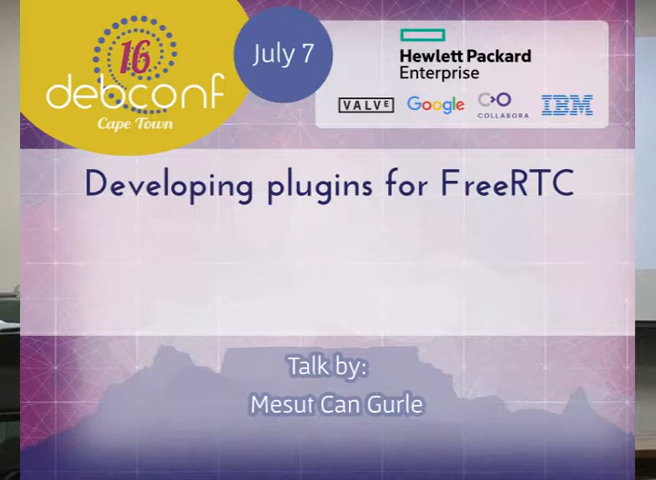 16
debconf
Cape Town
July 7
Hewlett Packard
Enterprise
VALVE
Google
COLLABORA
IBM
Developing plugins for FreeRTC
Talk by:
Mesut Can Gurle